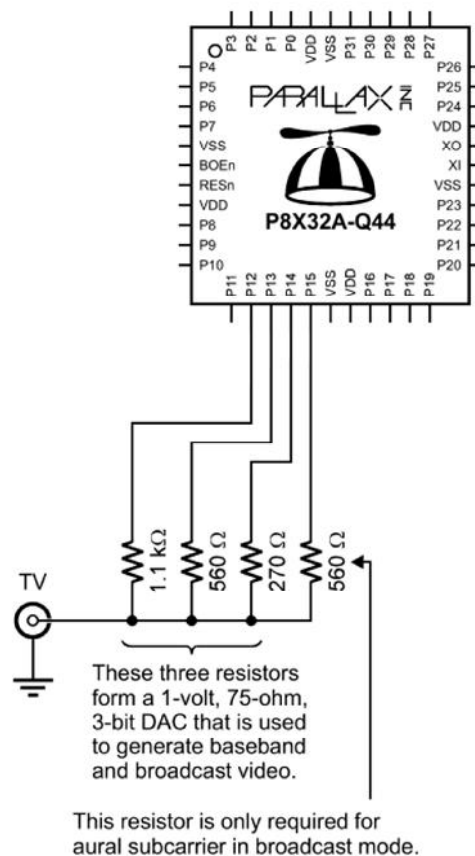 P3 P2 P1 P0 VDD VSS P31 P30 P29 P28 P27
P4
P5
P6
P7
VSS
BOEn
RESn
VDD
P8
P9
P10
PARALLAX INC
P8X32A-Q44
P26
P25
P24
VDD
XO
XI
VSS
P23
P22
P21
P20
P11 P12 P13 P14 P15 VSS VDD P16 P17 P18 P19
1.1 kΩ
560 Ω
270 Ω
560 Ω
TV
These three resistors
form a 1-volt, 75-ohm,
3-bit DAC that is used
to generate baseband
and broadcast video.
This resistor is only required for
aural subcarrier in broadcast mode.